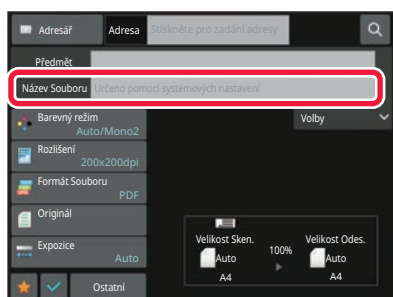 Adresář Adresa Stiskněte pro zadání adresy
Předmět
Název Souboru Určeno pomocí systémových nastavení
Barevný režim
Auto/Mono2
Volby
Rozlišení
200x200dpi
Formát Souboru
PDF
Originál
Expozice
Auto
Velikost Sken.
Auto
A4
100%
Velikost Odes.
Auto
A4
Ostatní